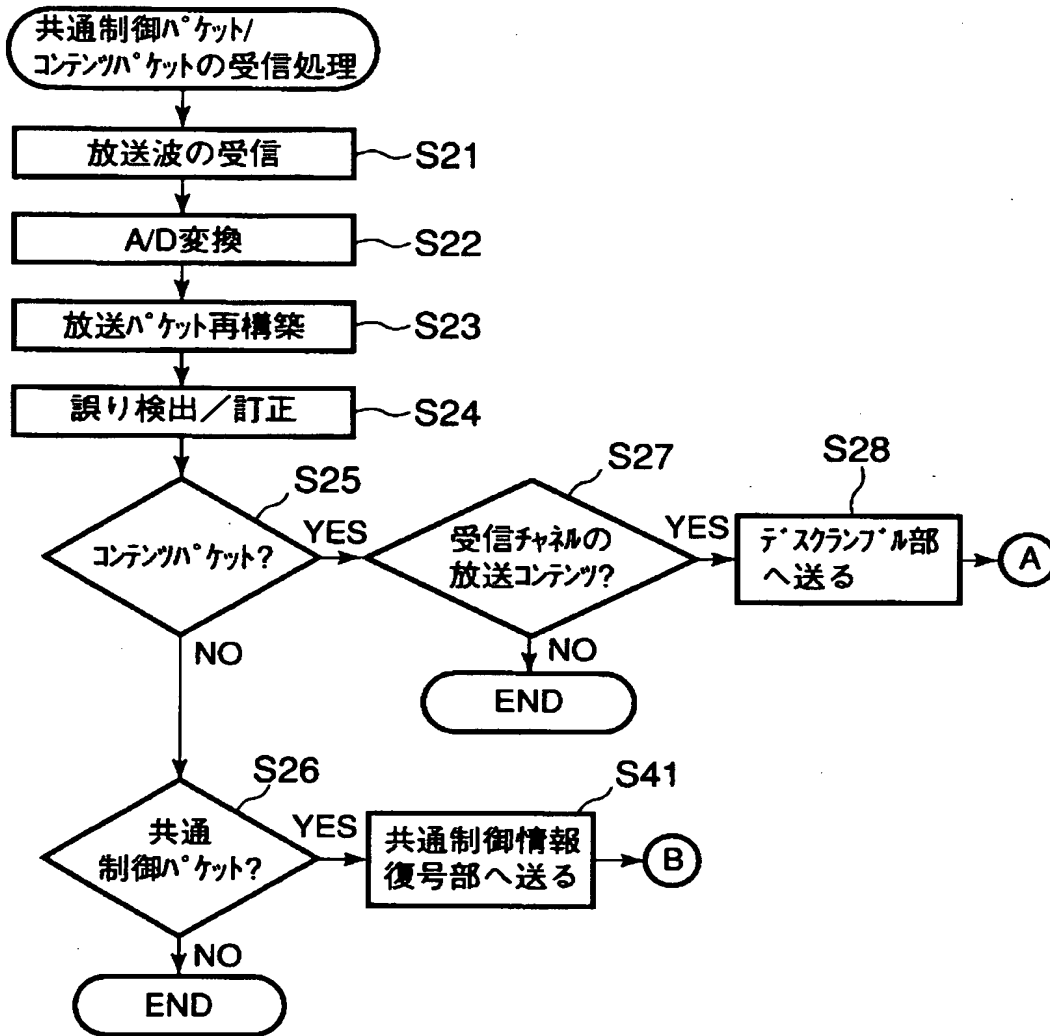 共通制御パケット/
コンテンツパケットの受信処理
放送波の受信
S21
A/D変換
S22
放送パケット再構築
S23
誤り検出／訂正
S24
S25
コンテンツパケット?
YES
NO
S27
受信チャネルの
放送コンテンツ?
YES
NO
END
S28
デスクランブル部
へ送る
A
S26
共通
制御パケット?
YES
NO
END
S41
共通制御情報
復号部へ送る
B